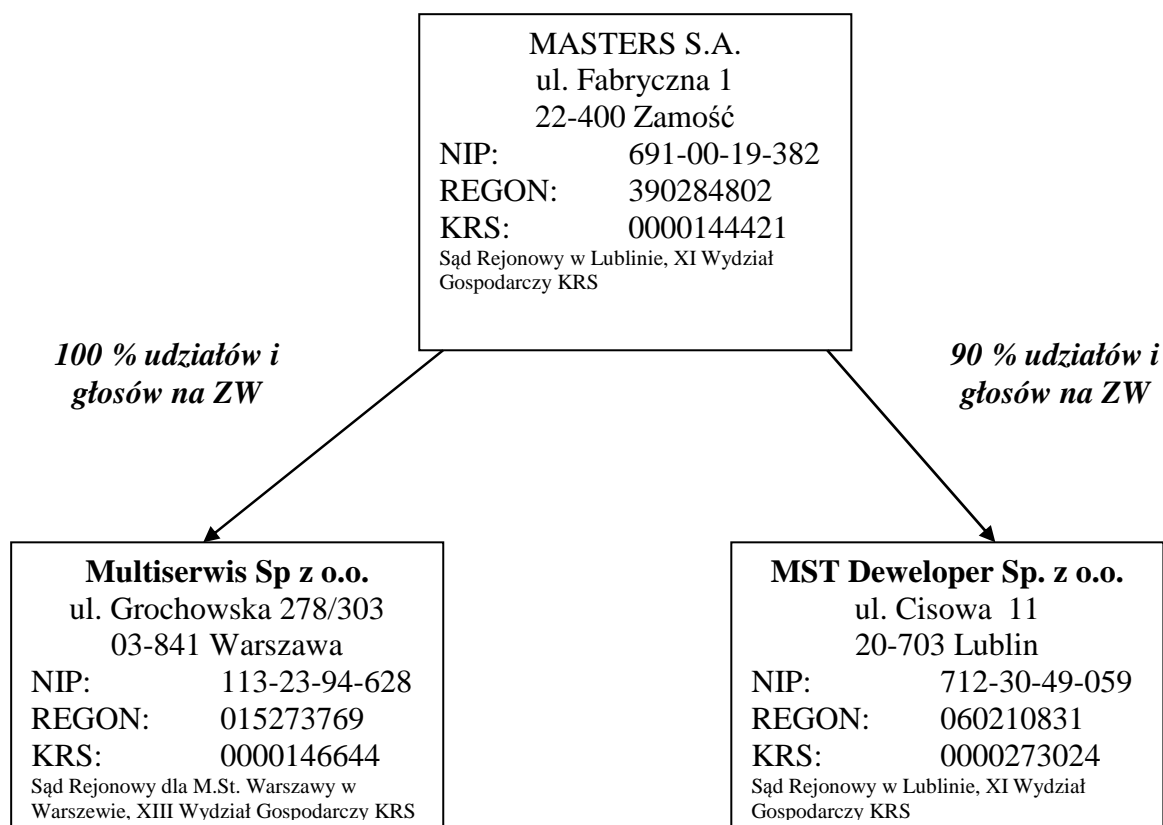 MASTERS S.A.
ul. Fabryczna 1
22-400 Zamość
NIP: 691-00-19-382
REGON: 390284802
KRS: 0000144421
Sąd Rejonowy w Lublinie, XI Wydział
Gospodarczy KRS
100 % udziałów i
głosów na ZW
90 % udziałów i
głosów na ZW
Multiserwis Sp z o.o.
ul. Grochowska 278/303
03-841 Warszawa
NIP: 113-23-94-628
REGON: 015273769
KRS: 0000146644
Sąd Rejonowy dla M.St. Warszawy w
Warszewie, XIII Wydział Gospodarczy KRS
MST Deweloper Sp. z o.o.
ul. Cisowa 11
20-703 Lublin
NIP: 712-30-49-059
REGON: 060210831
KRS: 0000273024
Sąd Rejonowy w Lublinie, XI Wydział
Gospodarczy KRS